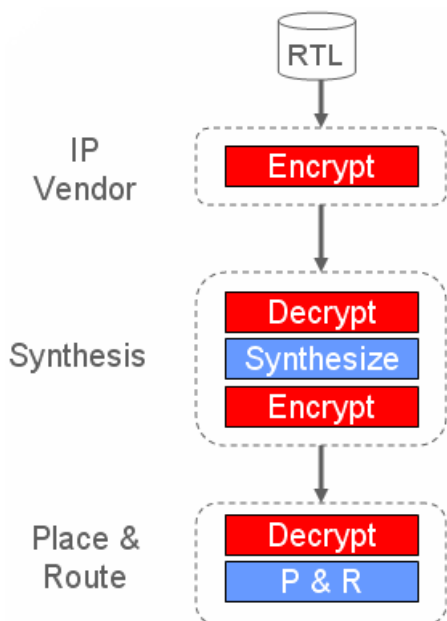 RTL
IP
Vendor
Encrypt
Synthesis
Decrypt
Synthesize
Encrypt
Place &
Route
Decrypt
P & R